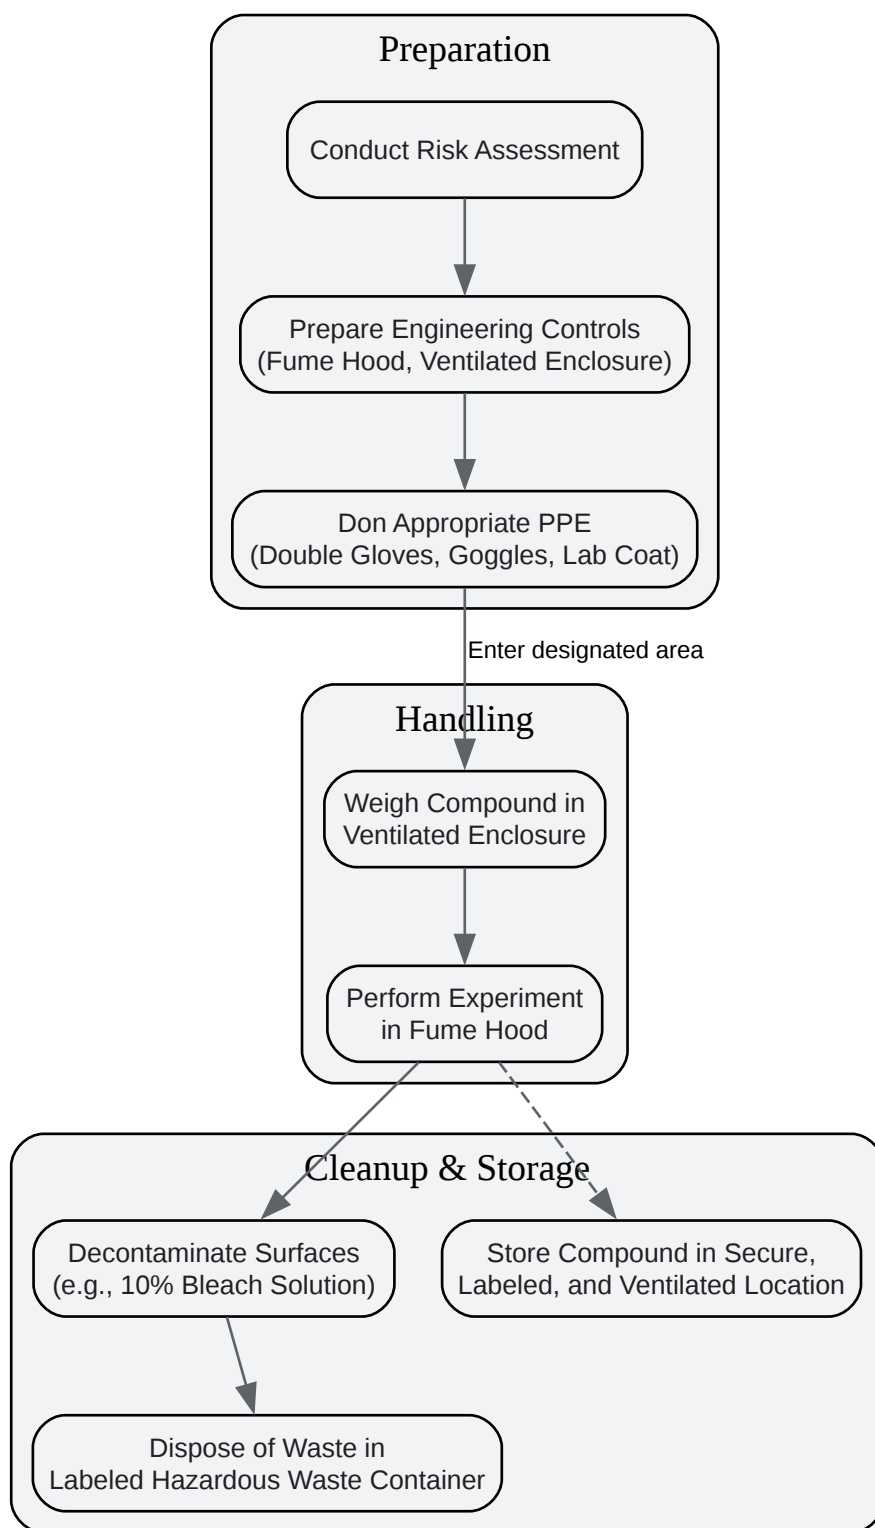 Preparation
Conduct Risk Assessment
Prepare Engineering Controls
(Fume Hood, Ventilated Enclosure)
Don Appropriate PPE
(Double Gloves, Goggles, Lab Coat)
Enter designated area
Handling
Weigh Compound in
Ventilated Enclosure
Perform Experiment
in Fume Hood
Cleanup & Storage
Decontaminate Surfaces
(e.g., 10% Bleach Solution)
Store Compound in Secure,
Labeled, and Ventilated Location
Dispose of Waste in
Labeled Hazardous Waste Container